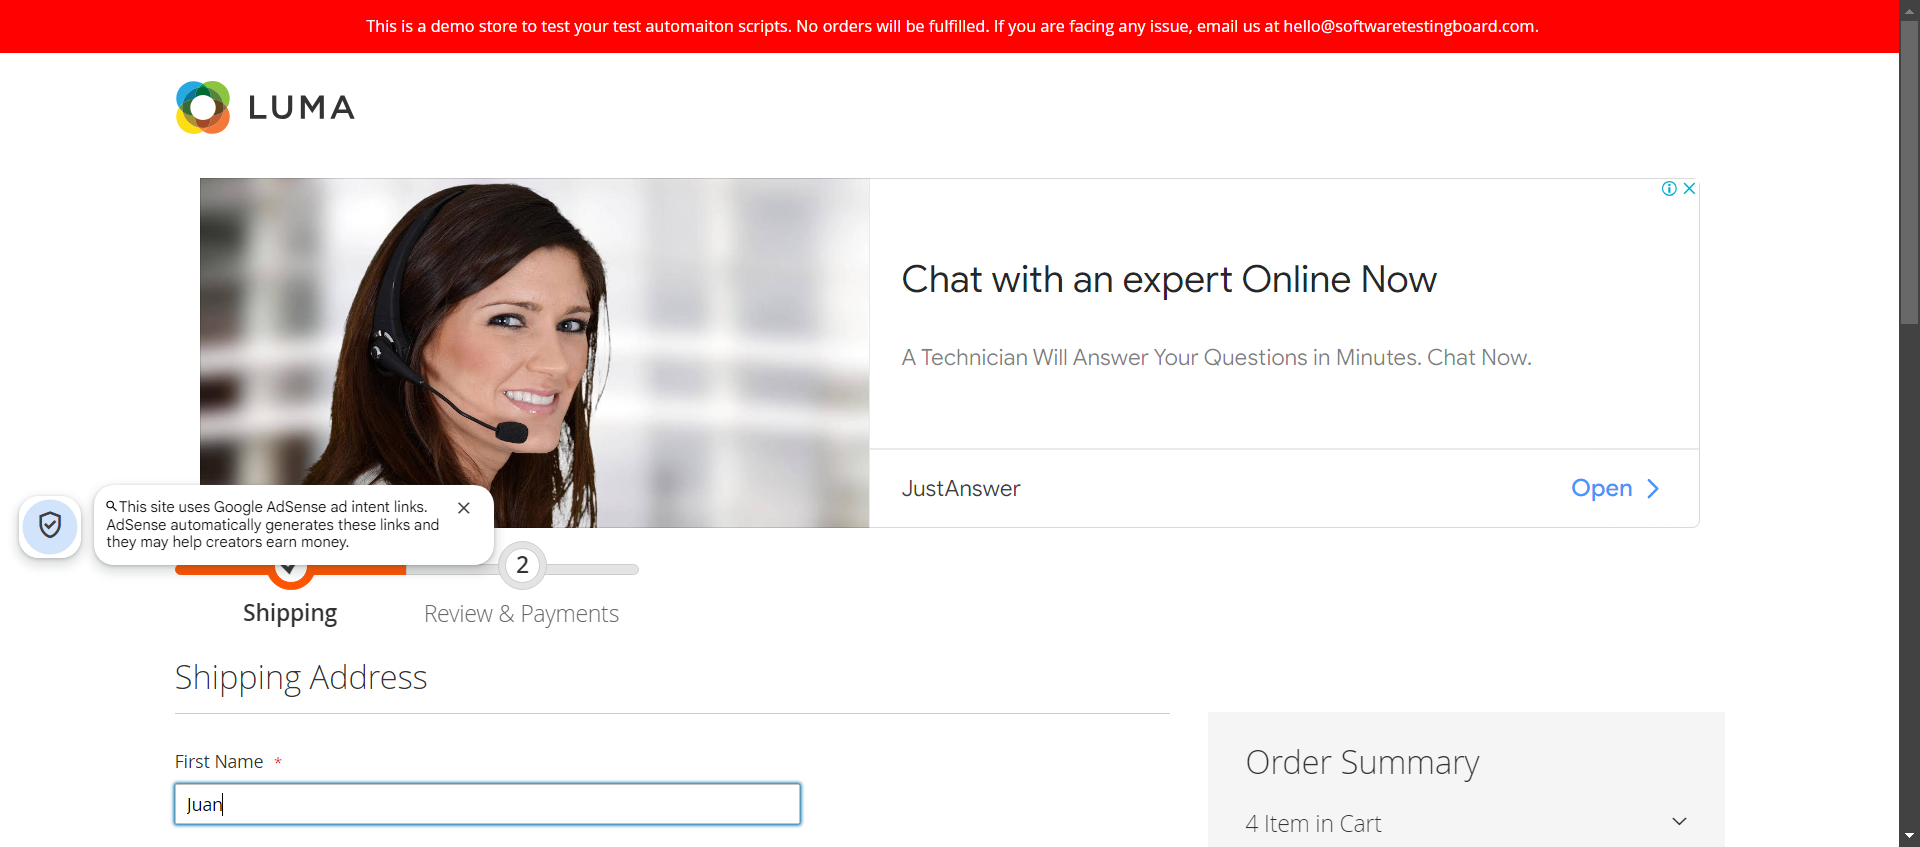 This is a demo store to test your test automaiton scripts. No orders will be fulfilled. If you are facing any issue, email us at hello@softwaretestingboard.com.
LUMA
Chat with an expert Online Now
A Technician Will Answer Your Questions in Minutes. Chat Now.
JustAnswer
Open
This site uses Google AdSense ad intent links.
AdSense automatically generates these links and
they may help creators earn money.
2
Shipping
Review & Payments
Shipping Address
First Name *
Juan
Order Summary
4 Item in Cart